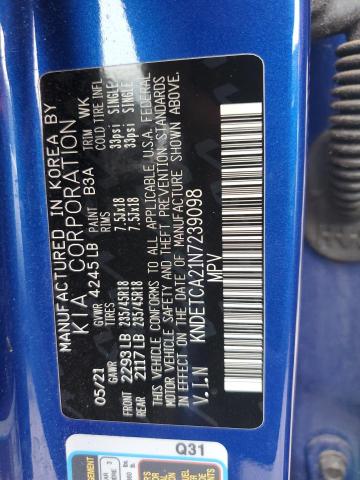 MANUFACTURED IN KOREA BY
KIA CORPORATION
05/21 GVWR 4245LB PAINT B3A TRIM WK
GAWR TIRES RIMS COLD TIRE INFL
FRONT 2293LB 235/45R18 7.5JX18 33psi SINGLE
REAR 2117LB 235/45R18 7.5JX18 33psi SINGLE
THIS VEHICLE CONFORMS TO ALL APPLICABLE U.S.A. FEDERAL
MOTOR VEHICLE SAFETY AND THEFT PREVENTION STANDARDS
IN EFFECT ON THE DATE OF MANUFACTURE SHOWN ABOVE.
V.I.N KNDETCA21N7239098
MPV
Q31